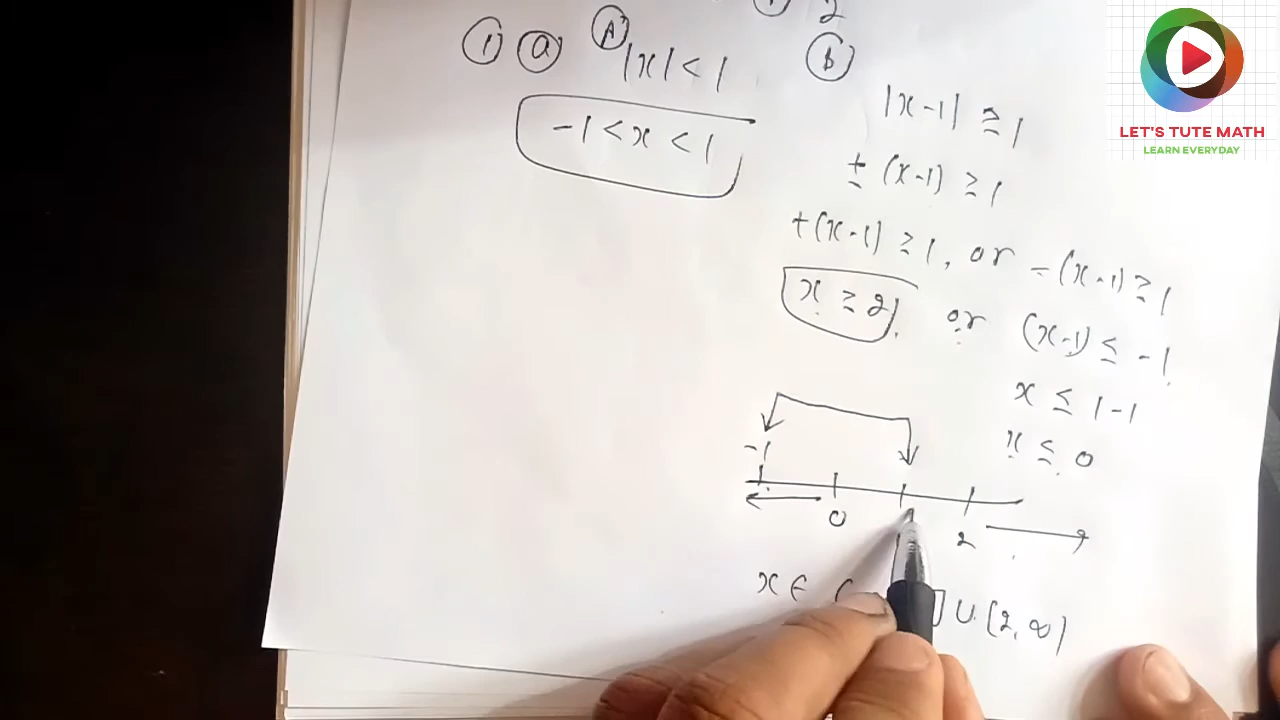 ① ⓐ Ⓐ |x| < 1
-1 < x < 1
2
Ⓑ
|x-1| ≥ 1
± (x-1) ≥ 1
+(x-1) ≥ 1, or -(x-1) ≥ 1
x ≥ 2, or (x-1) ≤ -1
x ≤ 1-1
x ≤ 0
-1
0 2
x ∈ ( ] ∪ [2, ∞)
LET'S TUTE MATH
LEARN EVERYDAY